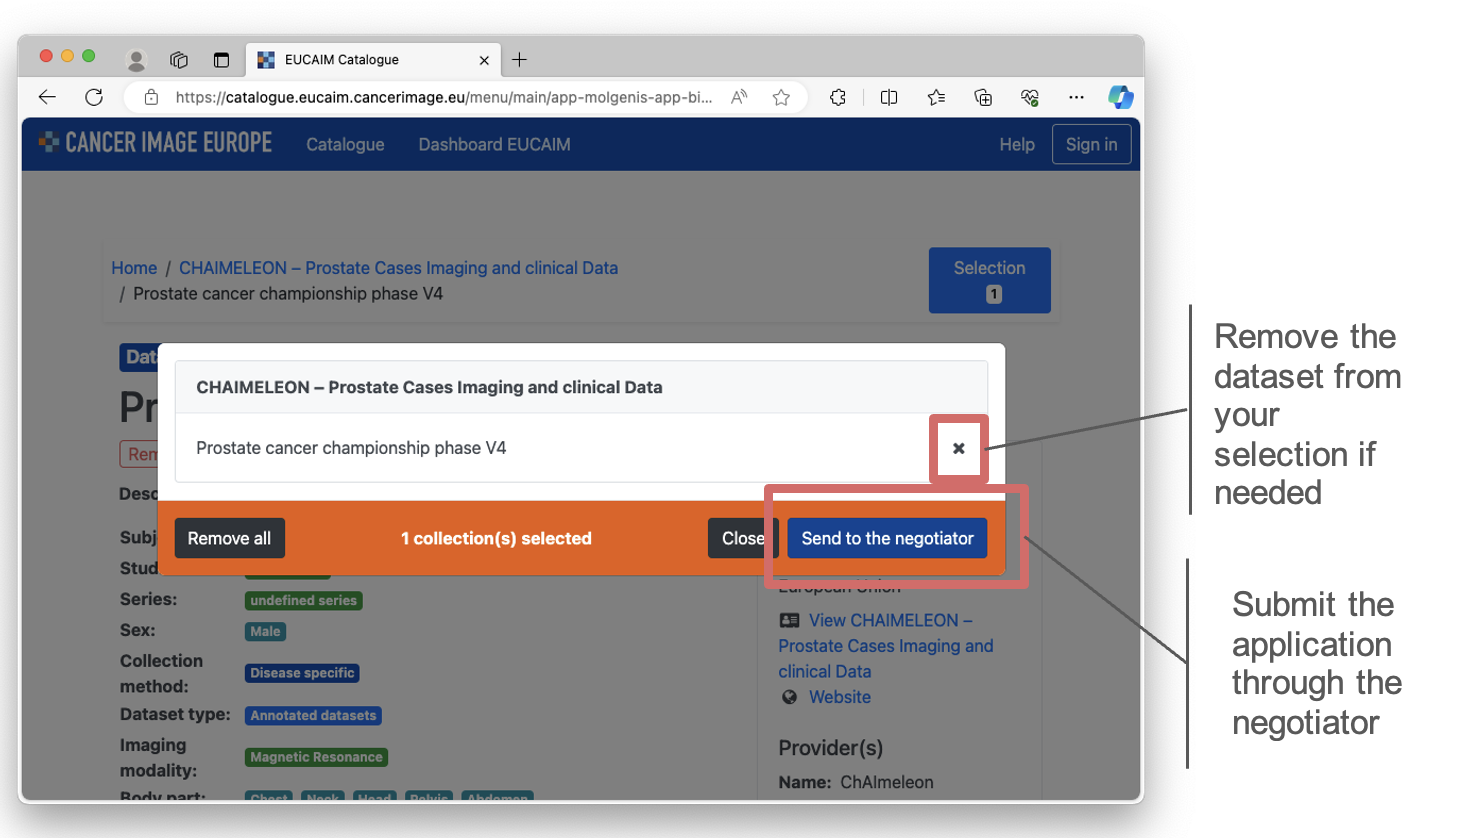 EUCAIM Catalogue
https://catalogue.eucaim.cancerimage.eu/menu/main/app-molgenis-app-bi...
CANCER IMAGE EUROPE
Catalogue
Dashboard EUCAIM
Help
Sign in
Home / CHAIMELEON – Prostate Cases Imaging and clinical Data
/ Prostate cancer championship phase V4
Selection
1
Dat
CHAIMELEON – Prostate Cases Imaging and clinical Data
Pr
Prostate cancer championship phase V4
Rem
Desc
Remove all
1 collection(s) selected
Close
Send to the negotiator
Subj
Stud
European Union
Series: undefined series
Sex: Male
Collection
method: Disease specific
Dataset type: Annotated datasets
Imaging
modality: Magnetic Resonance
Body part: Chest Neck Head Pelvis Abdomen
View CHAIMELEON –
Prostate Cases Imaging and
clinical Data
Website
Provider(s)
Name: ChAImeleon
Remove the
dataset from
your
selection if
needed
Submit the
application
through the
negotiator